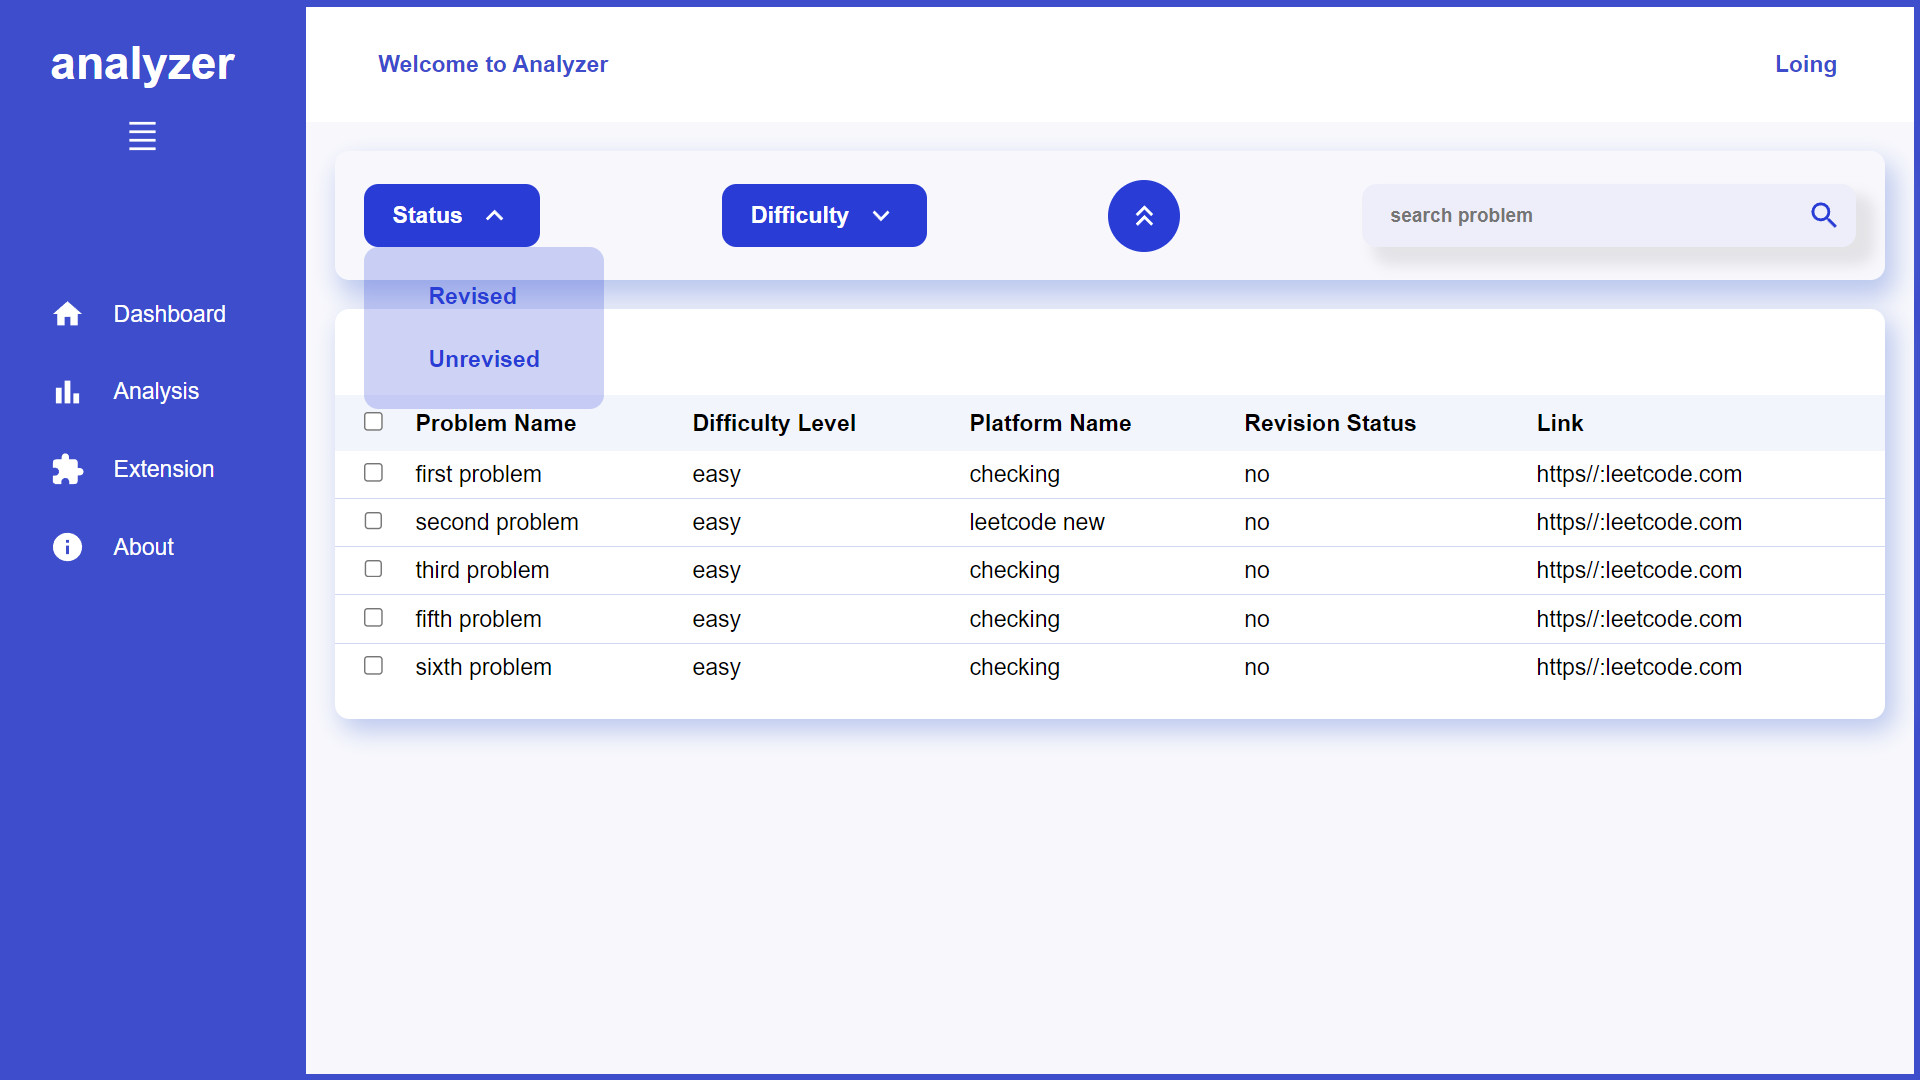 analyzer
Welcome to Analyzer
Loing
Status
Difficulty
search problem
Revised
Unrevised
Dashboard
Analysis
Extension
About
Problem Name Difficulty Level Platform Name Revision Status Link
first problem easy checking no https//:leetcode.com
second problem easy leetcode new no https//:leetcode.com
third problem easy checking no https//:leetcode.com
fifth problem easy checking no https//:leetcode.com
sixth problem easy checking no https//:leetcode.com